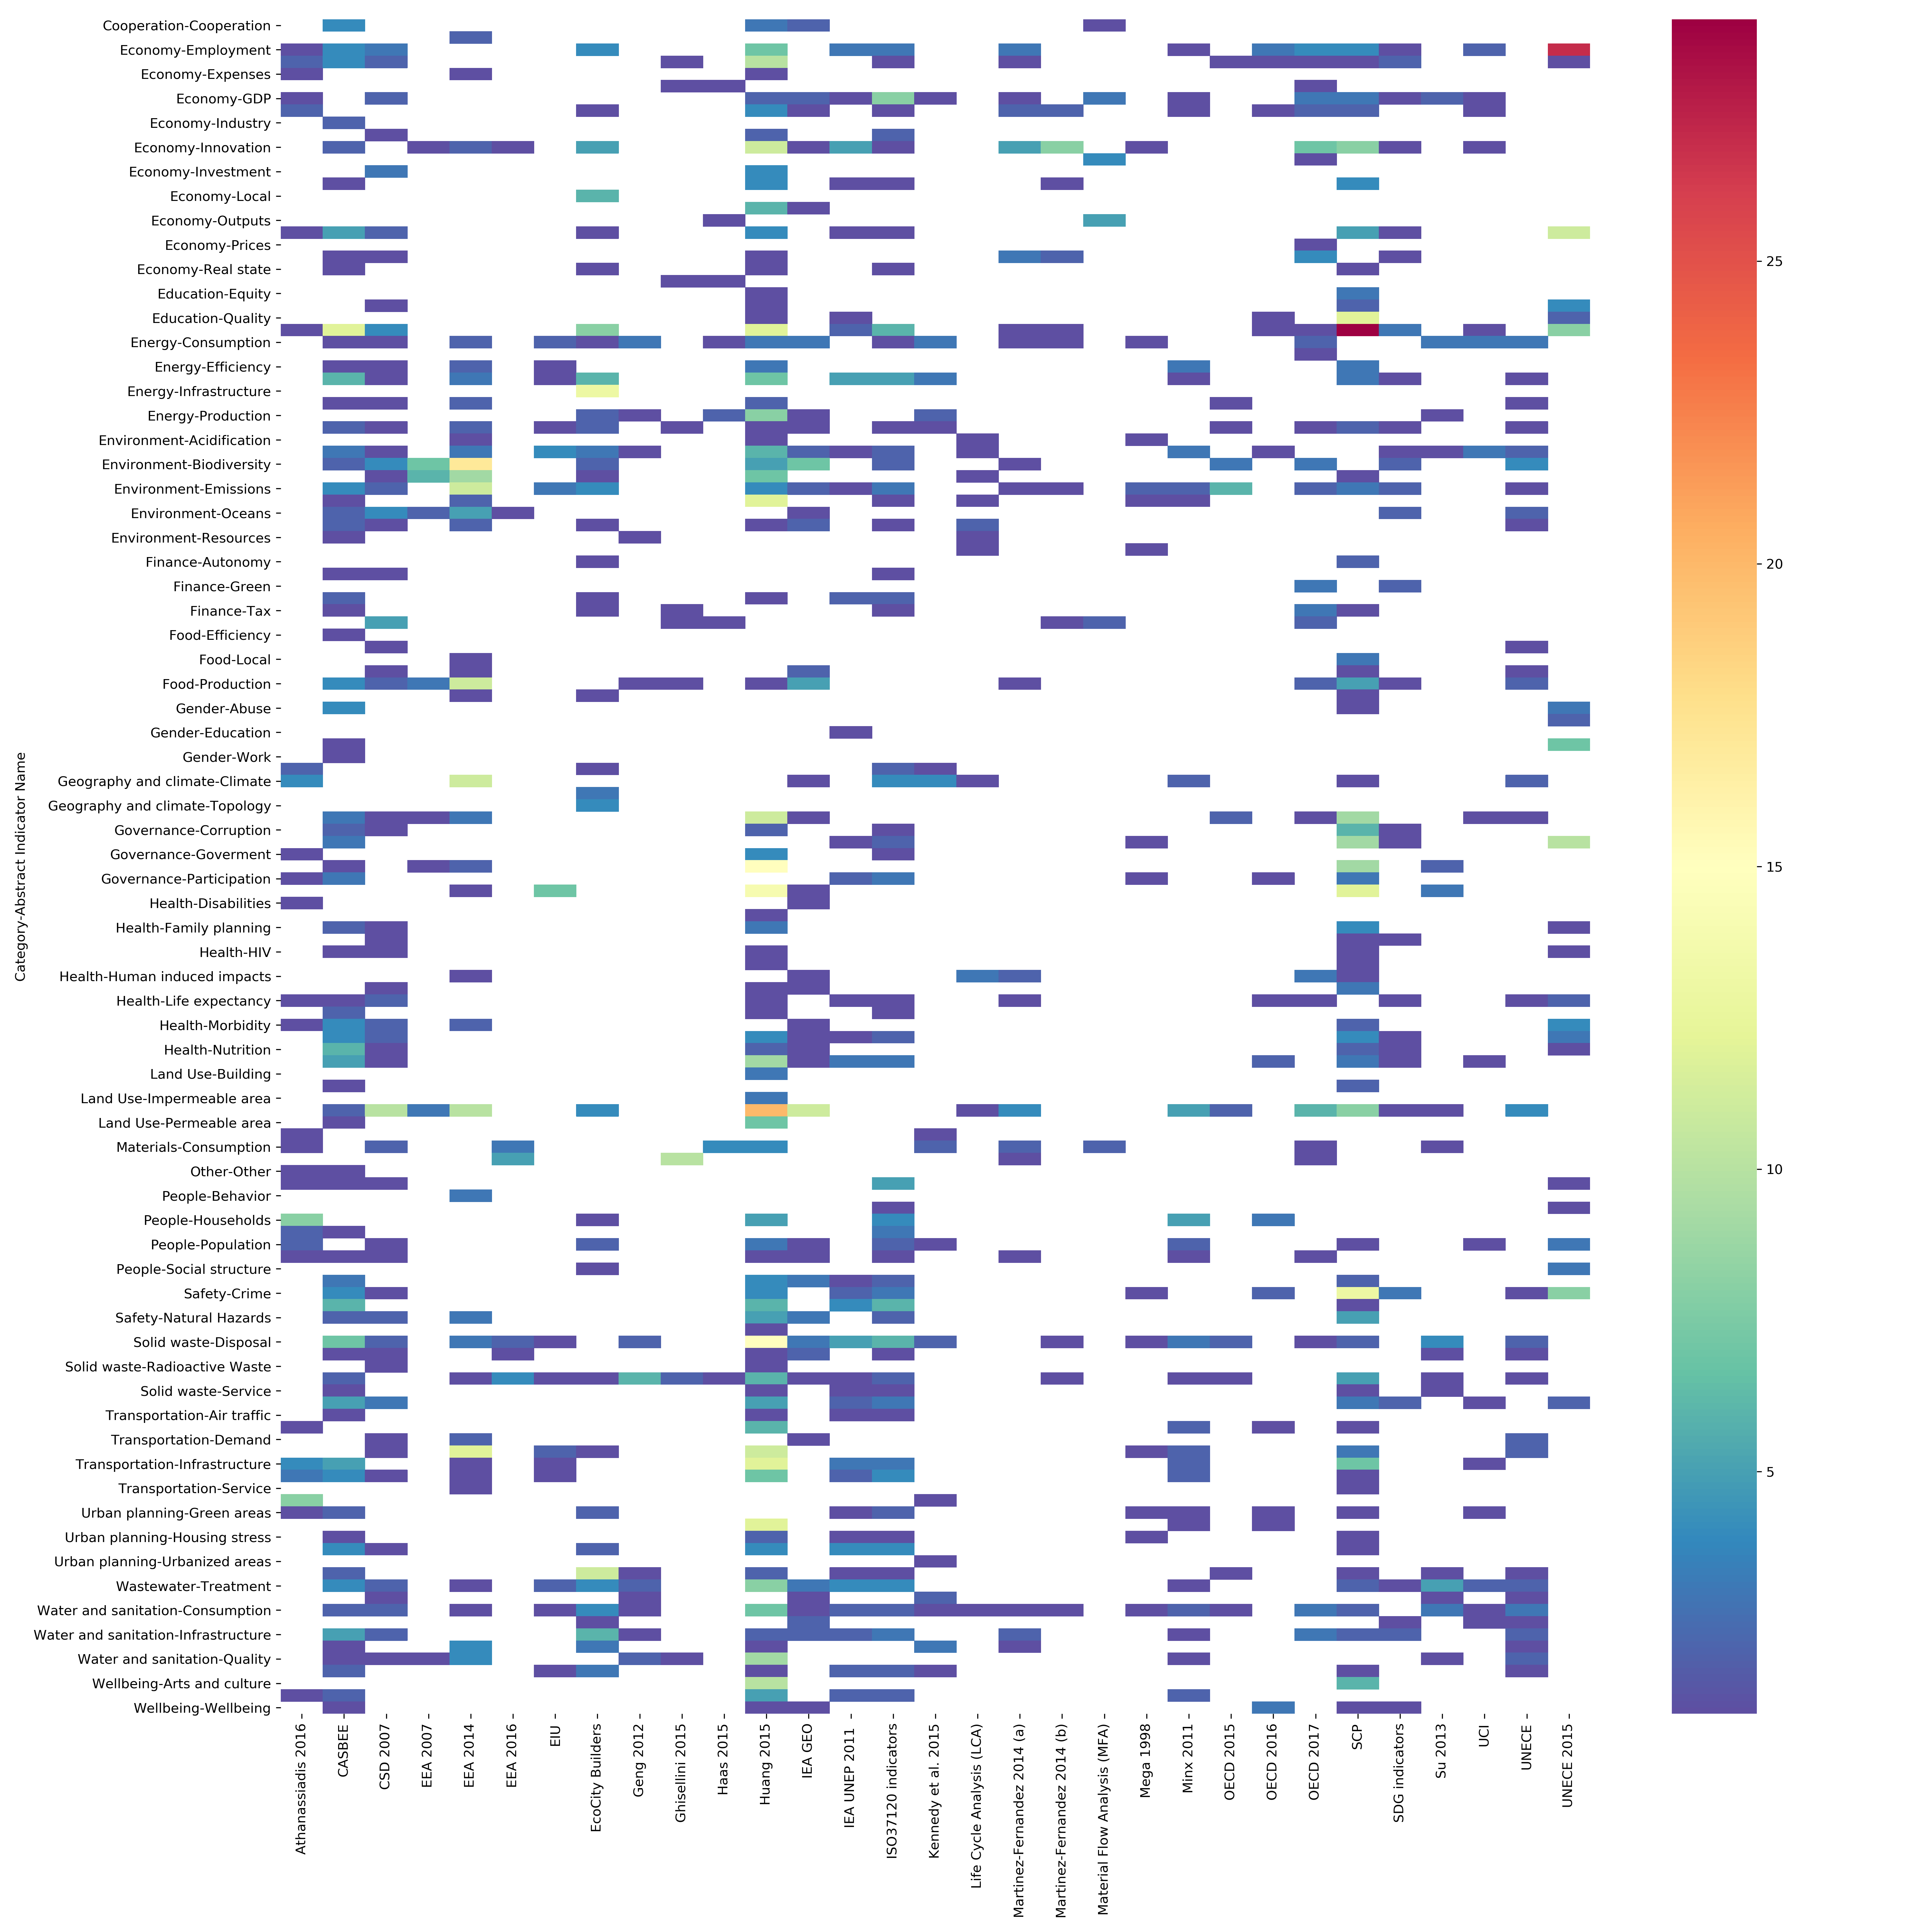 Category-Abstract Indicator Name
Cooperation-Cooperation
Economy-Employment
Economy-Expenses
Economy-GDP
Economy-Industry
Economy-Innovation
Economy-Investment
Economy-Local
Economy-Outputs
Economy-Prices
Economy-Real state
Education-Equity
Education-Quality
Energy-Consumption
Energy-Efficiency
Energy-Infrastructure
Energy-Production
Environment-Acidification
Environment-Biodiversity
Environment-Emissions
Environment-Oceans
Environment-Resources
Finance-Autonomy
Finance-Green
Finance-Tax
Food-Efficiency
Food-Local
Food-Production
Gender-Abuse
Gender-Education
Gender-Work
Geography and climate-Climate
Geography and climate-Topology
Governance-Corruption
Governance-Goverment
Governance-Participation
Health-Disabilities
Health-Family planning
Health-HIV
Health-Human induced impacts
Health-Life expectancy
Health-Morbidity
Health-Nutrition
Land Use-Building
Land Use-Impermeable area
Land Use-Permeable area
Materials-Consumption
Other-Other
People-Behavior
People-Households
People-Population
People-Social structure
Safety-Crime
Safety-Natural Hazards
Solid waste-Disposal
Solid waste-Radioactive Waste
Solid waste-Service
Transportation-Air traffic
Transportation-Demand
Transportation-Infrastructure
Transportation-Service
Urban planning-Green areas
Urban planning-Housing stress
Urban planning-Urbanized areas
Wastewater-Treatment
Water and sanitation-Consumption
Water and sanitation-Infrastructure
Water and sanitation-Quality
Wellbeing-Arts and culture
Wellbeing-Wellbeing
Athanassiadis 2016
CASBEE
CSD 2007
EEA 2007
EEA 2014
EEA 2016
EIU
EcoCity Builders
Geng 2012
Ghisellini 2015
Haas 2015
Huang 2015
IEA GEO
IEA UNEP 2011
ISO37120 indicators
Kennedy et al. 2015
Life Cycle Analysis (LCA)
Martinez-Fernandez 2014 (a)
Martinez-Fernandez 2014 (b)
Material Flow Analysis (MFA)
Mega 1998
Minx 2011
OECD 2015
OECD 2016
OECD 2017
SCP
SDG indicators
Su 2013
UCI
UNECE
UNECE 2015
25
20
15
10
5